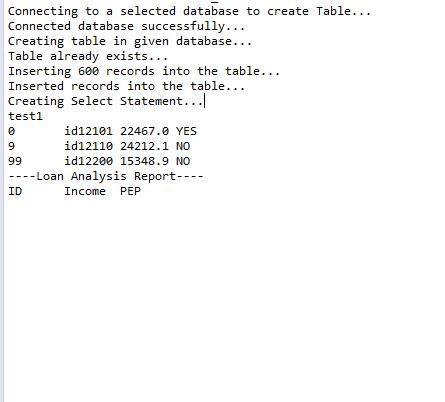 Connecting to a selected database to create Table...
Connected database successfully...
Creating table in given database...
Table already exists...
Inserting 600 records into the table...
Inserted records into the table...
Creating Select Statement...
test1
0 id12101 22467.0 YES
9 id12110 24212.1 NO
99 id12200 15348.9 NO
----Loan Analysis Report----
ID Income PEP